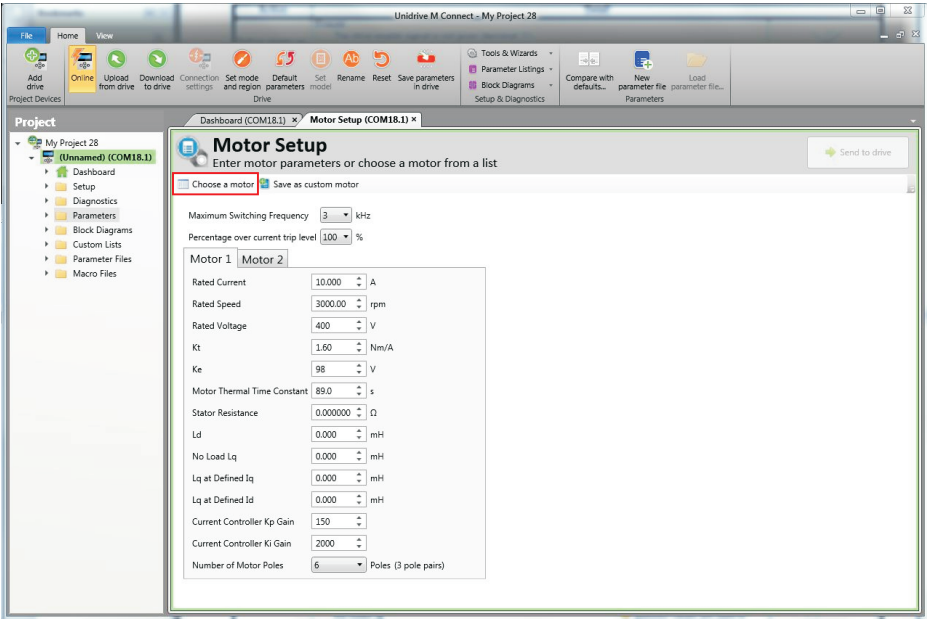 Unidrive M Connect - My Project 28
File Home View
Add drive
Online
Upload from drive
Download to drive
Connection settings
Set mode and region
Default parameters
Set model
Rename
Reset
Save parameters in drive
Tools & Wizards
Parameter Listings
Block Diagrams
Compare with defaults...
New parameter file
Load parameter file...
Project Devices
Drive
Setup & Diagnostics
Parameters
Project
My Project 28
(Unnamed) (COM18.1)
Dashboard
Setup
Diagnostics
Parameters
Block Diagrams
Custom Lists
Parameter Files
Macro Files
Dashboard (COM18.1) × Motor Setup (COM18.1) ×
Motor Setup
Enter motor parameters or choose a motor from a list
Send to drive
Choose a motor Save as custom motor
Maximum Switching Frequency 3 kHz
Percentage over current trip level 100 %
Motor 1 Motor 2
Rated Current 10.000 A
Rated Speed 3000.00 rpm
Rated Voltage 400 V
Kt 1.60 Nm/A
Ke 98 V
Motor Thermal Time Constant 89.0 s
Stator Resistance 0.000000 Ω
Ld 0.000 mH
No Load Lq 0.000 mH
Lq at Defined Iq 0.000 mH
Lq at Defined Id 0.000 mH
Current Controller Kp Gain 150
Current Controller Ki Gain 2000
Number of Motor Poles 6 Poles (3 pole pairs)